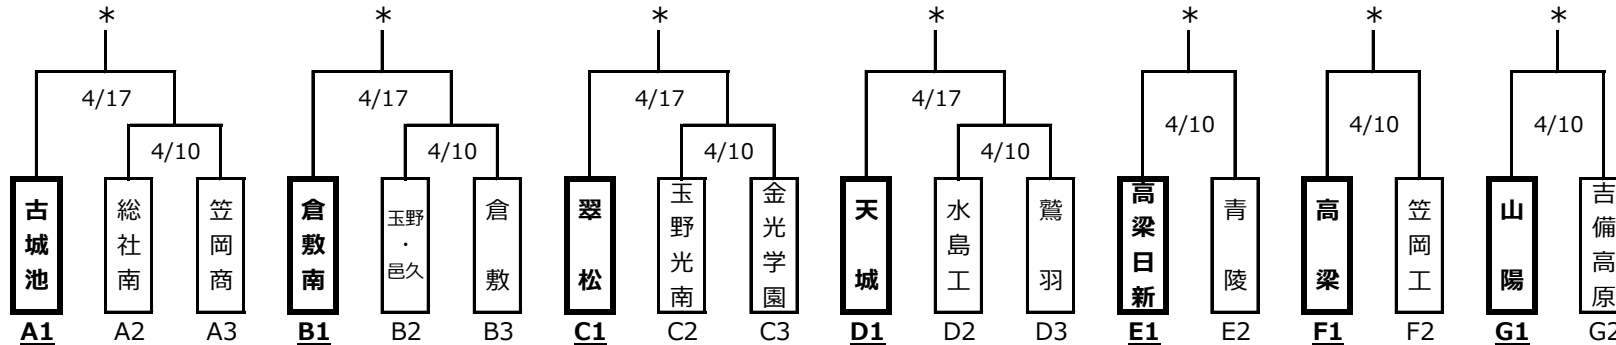 * * * * * * *
4/17 4/17 4/17 4/17 4/10 4/10 4/10
4/10 4/10 4/10 4/10
古城池
総社南
笠岡商
倉敷南
玉野・邑久
倉敷
翠松
玉野光南
金光学園
天城
水島工
鷲羽
高梁日新
青陵
高梁
笠岡工
山陽
吉備高原
A1 A2 A3 B1 B2 B3 C1 C2 C3 D1 D2 D3 E1 E2 F1 F2 G1 G2